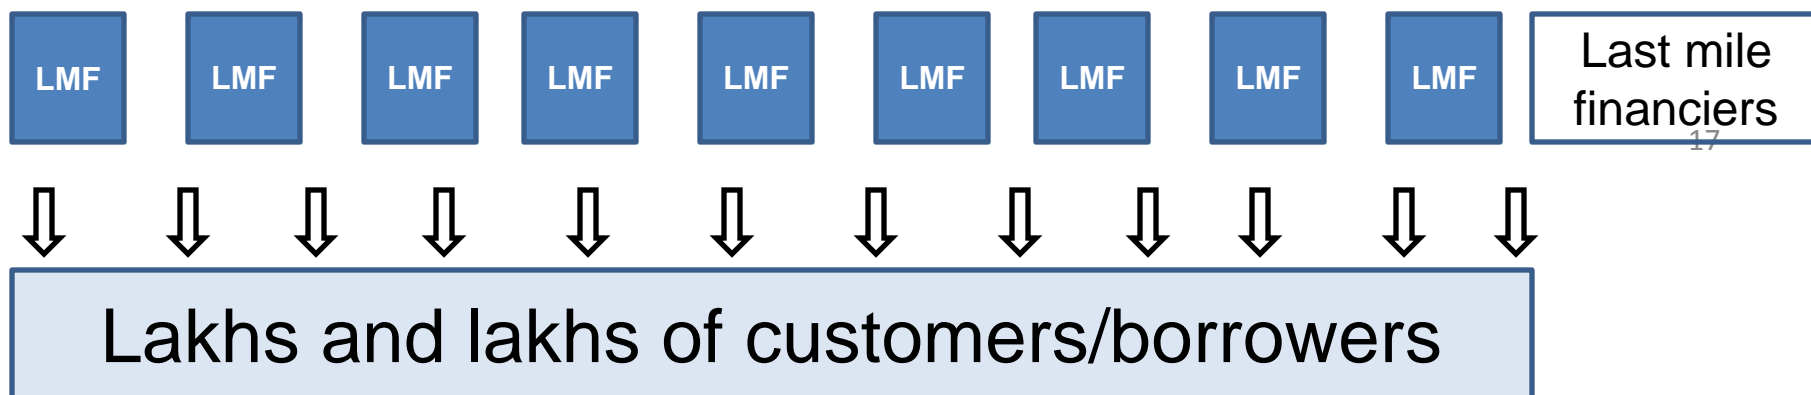 LMF LMF LMF LMF LMF LMF LMF LMF LMF
Last mile
financiers
17
Lakhs and lakhs of customers/borrowers